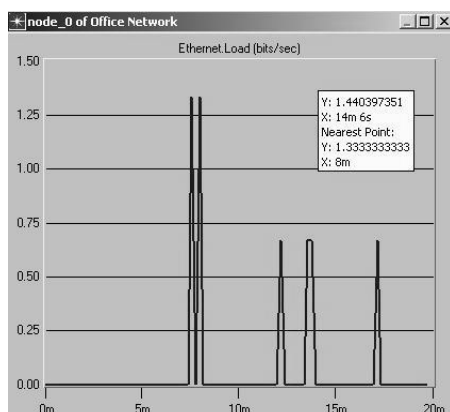 node_0 of Office Network
Ethernet.Load (bits/sec)
1.50
1.25
1.00
0.75
0.50
0.25
0.00
Y: 1.440397351
X: 14m 6s
Nearest Point:
Y: 1.3333333333
X: 8m
0m
5m
10m
15m
20m